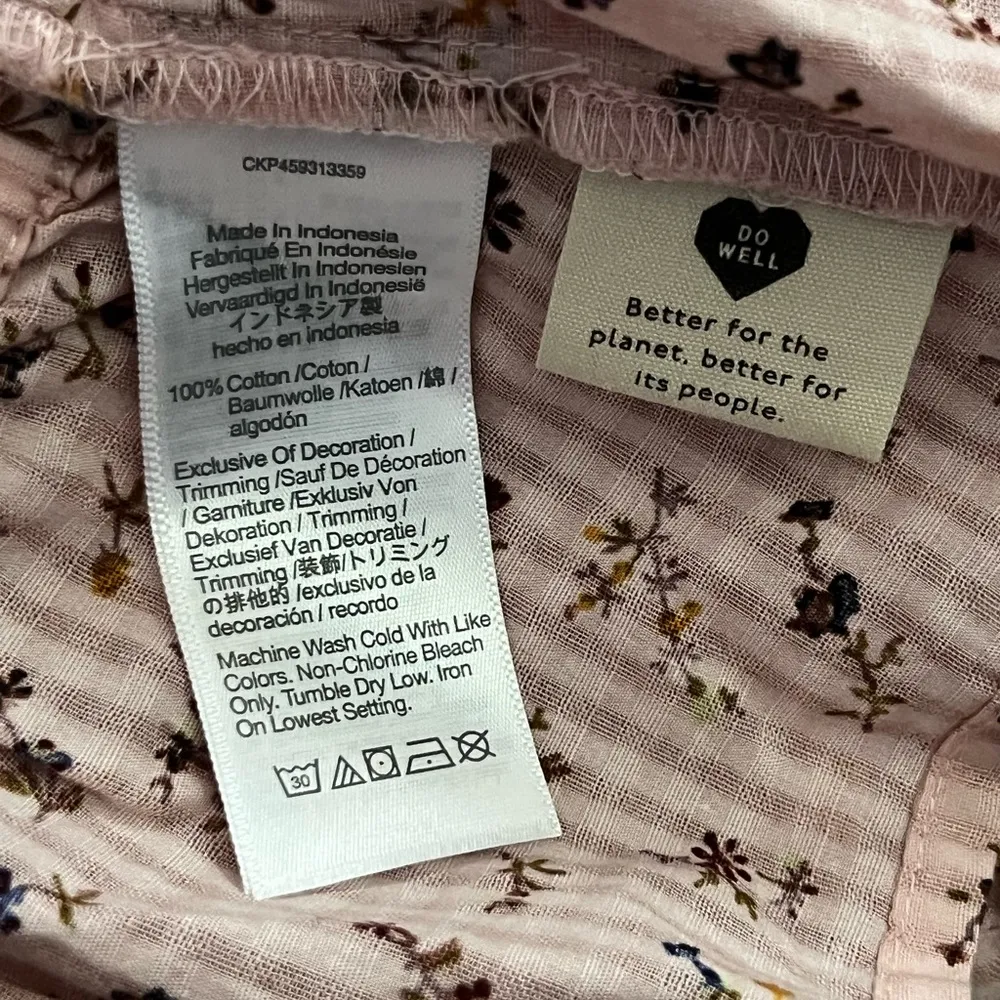 CKP459313359
Made In Indonesia
Fabriqué En Indonésie
Hergestellt In Indonesien
Vervaardigd In Indonesië
インドネシア製
hecho en indonesia
100% Cotton /Coton /
Baumwolle /Katoen /綿 /
algodón
Exclusive Of Decoration /
Trimming /Sauf De Décoration
/ Garniture /Exklusiv Von
Dekoration / Trimming /
Exclusief Van Decoratie /
Trimming /装飾/トリミング
の排他的 /exclusivo de la
decoración / recordo
Machine Wash Cold With Like
Colors. Non-Chlorine Bleach
Only. Tumble Dry Low. Iron
On Lowest Setting.
30
DO
WELL
Better for the
planet, better for
its people.